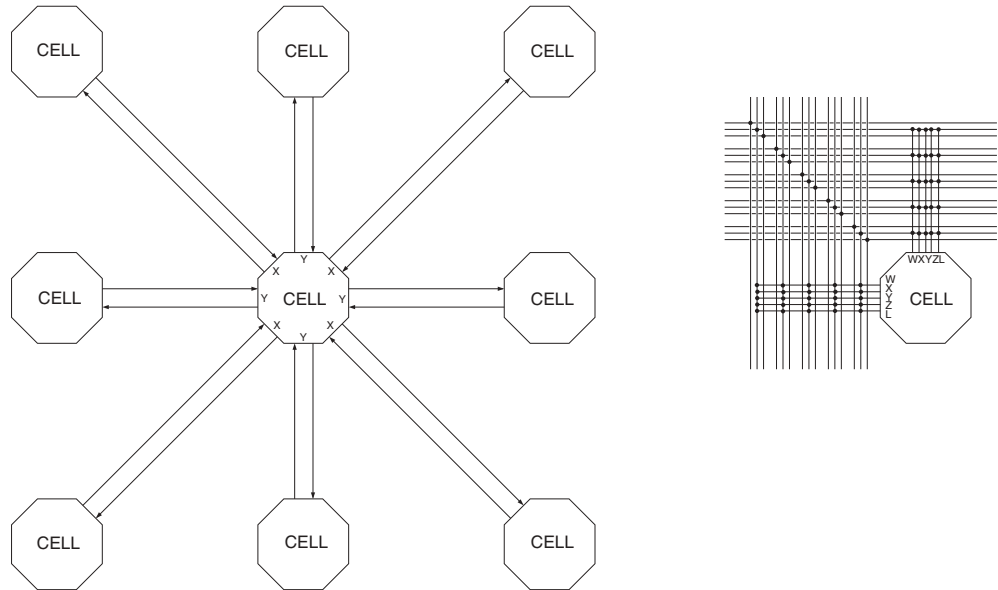 CELL CELL CELL
X Y X
CELL Y CELL Y CELL
X Y X
CELL CELL CELL
WXYZL
W
X
Y
Z
L
CELL